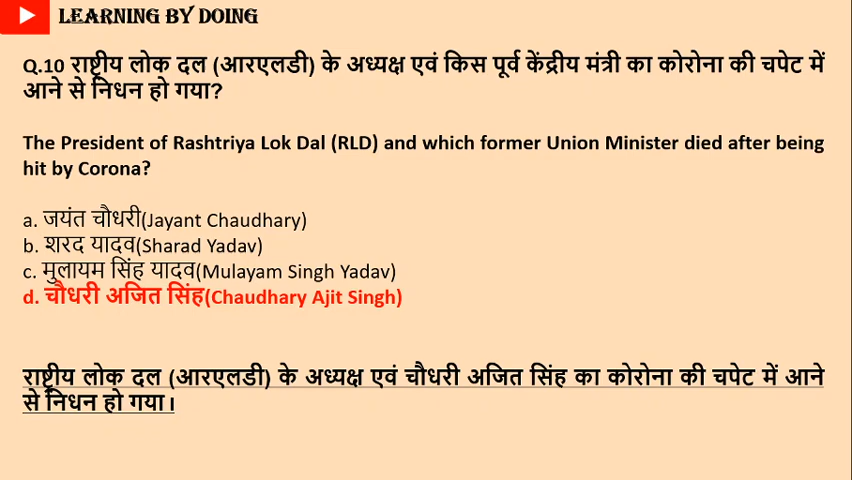 LEARNING BY DOING
Q.10 राष्ट्रीय लोक दल (आरएलडी) के अध्यक्ष एवं किस पूर्व केंद्रीय मंत्री का कोरोना की चपेट में
आने से निधन हो गया?
The President of Rashtriya Lok Dal (RLD) and which former Union Minister died after being
hit by Corona?
a. जयंत चौधरी(Jayant Chaudhary)
b. शरद यादव(Sharad Yadav)
c. मुलायम सिंह यादव(Mulayam Singh Yadav)
d. चौधरी अजित सिंह(Chaudhary Ajit Singh)
राष्ट्रीय लोक दल (आरएलडी) के अध्यक्ष एवं चौधरी अजित सिंह का कोरोना की चपेट में आने
से निधन हो गया।